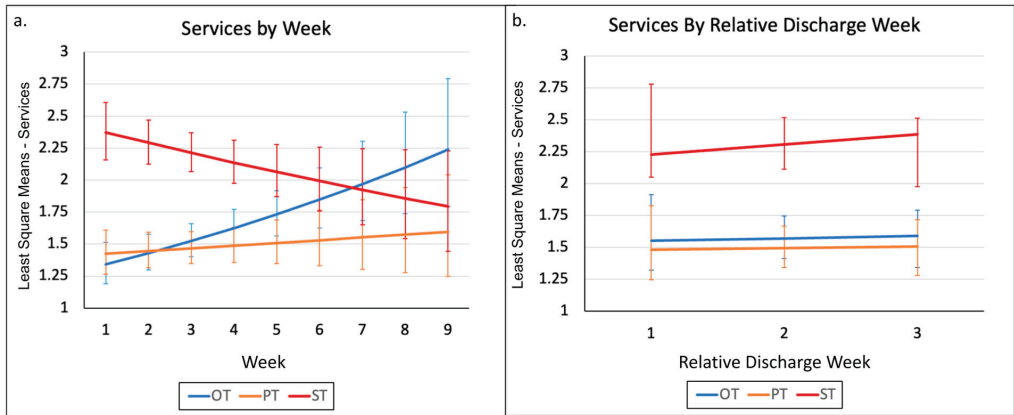 a.
Services by Week
Least Square Means - Services
3
2.75
2.5
2.25
2
1.75
1.5
1.25
1
1 2 3 4 5 6 7 8 9
Week
OT PT ST
b.
Services By Relative Discharge Week
Least Square Means - Services
3
2.75
2.5
2.25
2
1.75
1.5
1.25
1
1 2 3
Relative Discharge Week
OT PT ST